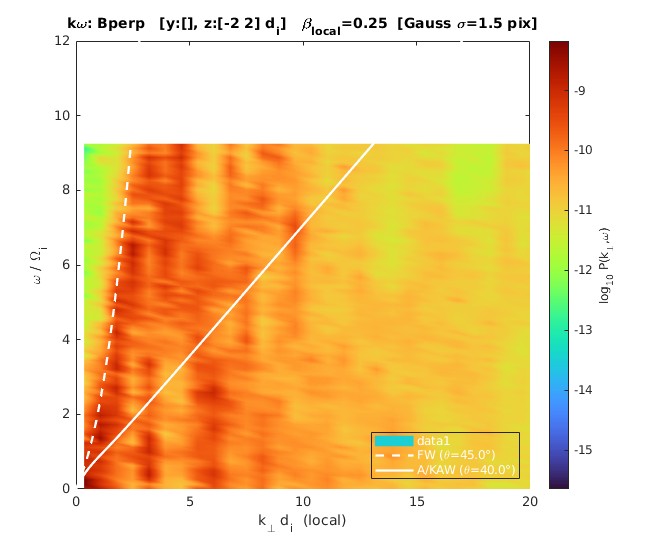 kω: Bperp [y:[], z:[-2 2] d_i] β_local=0.25 [Gauss σ=1.5 pix]
12
10
8
6
4
2
0
ω / Ω_i
0
5
10
15
20
k_⊥ d_i (local)
data1
FW (θ=45.0°)
A/KAW (θ=40.0°)
-9
-10
-11
-12
-13
-14
-15
log_10 P(k_⊥,ω)